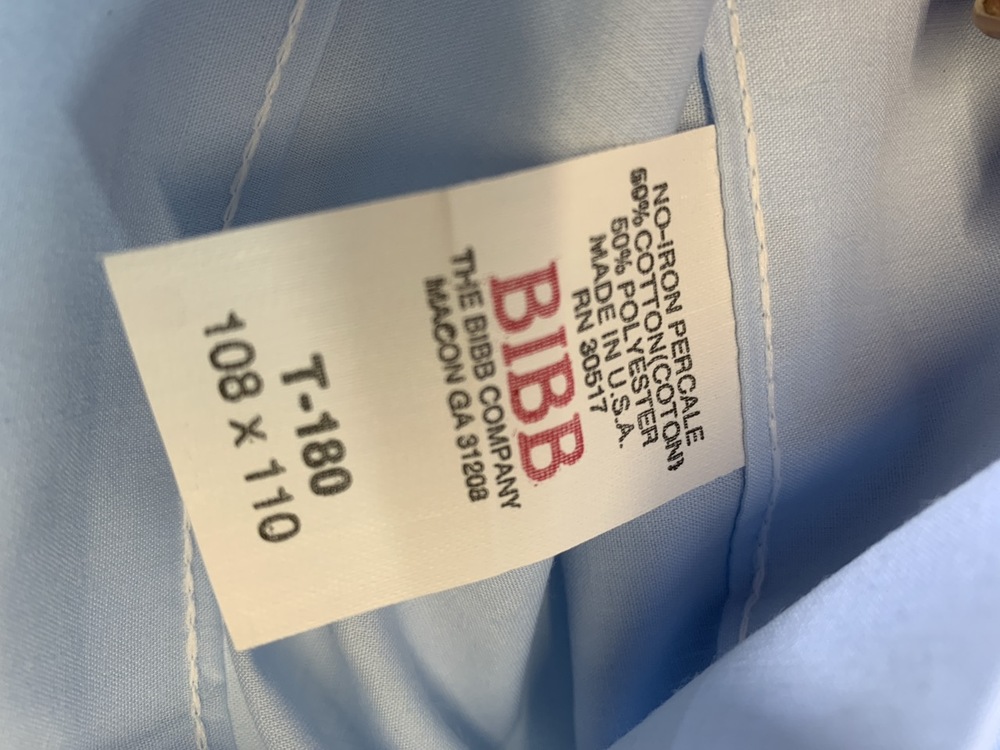 NO-IRON PERCALE
50% COTTON(COTON)
50% POLYESTER
MADE IN U.S.A.
RN 30517
BIBB
THE BIBB COMPANY
MACON GA 31208
T-180
108 X 110